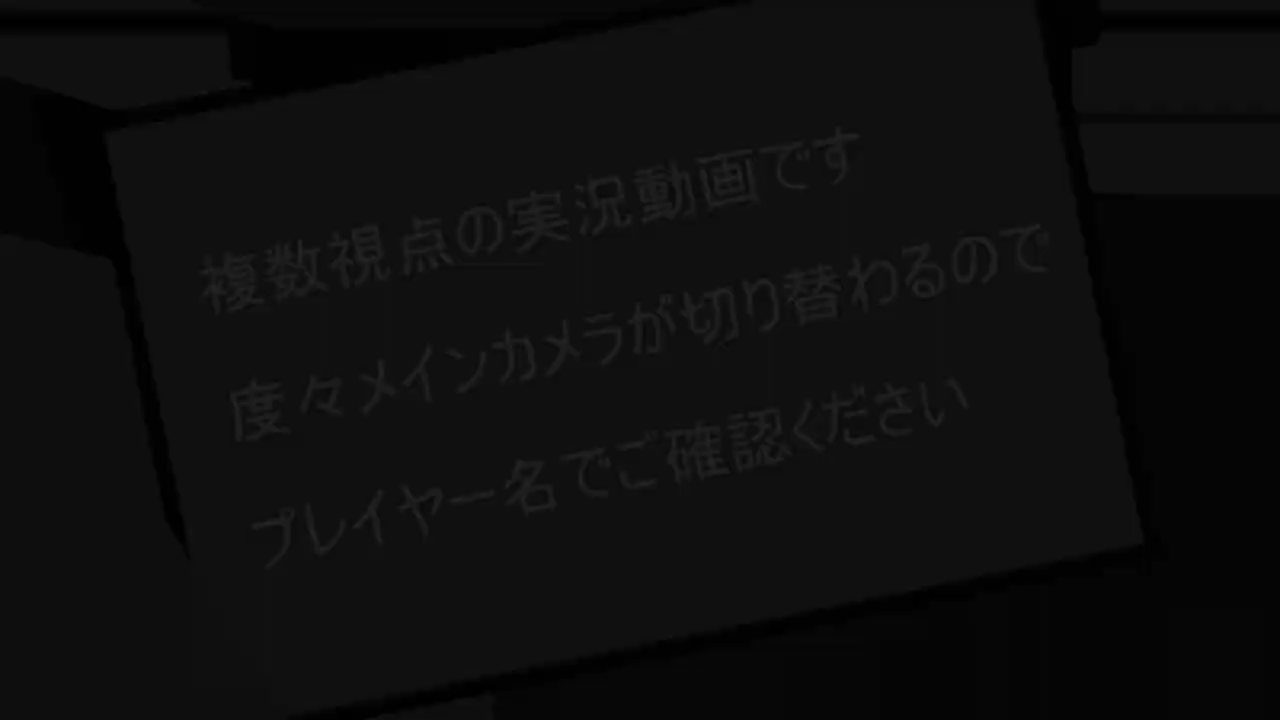 複数視点の実況動画です
度々メインカメラが切り替わるので
プレイヤー名でご確認ください